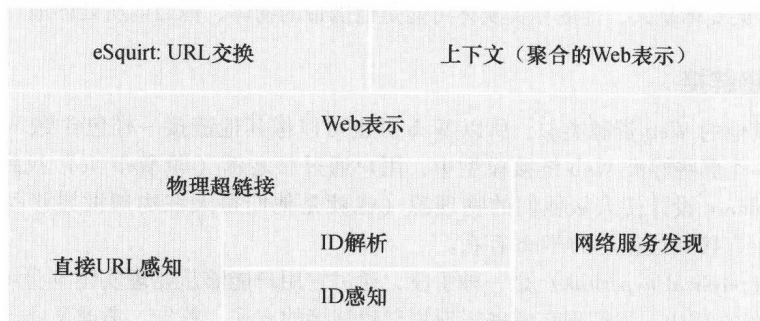 eSquirt: URL交换
上下文（聚合的Web表示）
Web表示
物理超链接
ID解析
网络服务发现
直接URL感知
ID感知